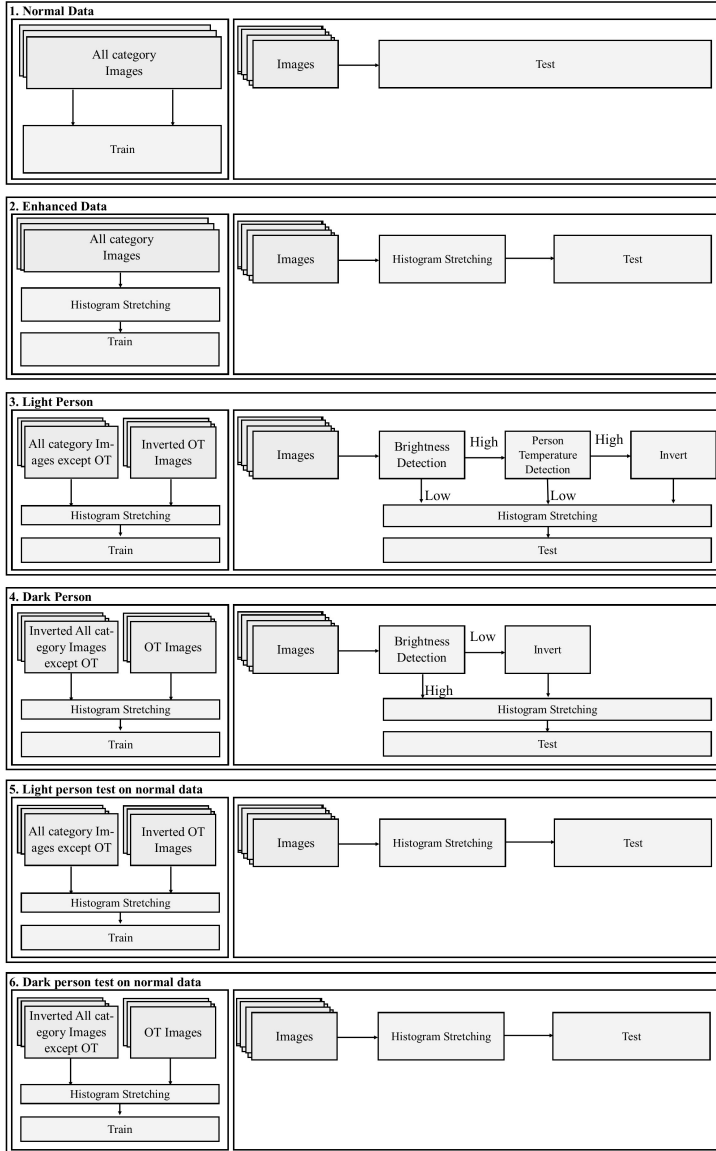 1. Normal Data
All category
Images
Train
Images
Test
2. Enhanced Data
All category
Images
Histogram Stretching
Train
Images
Histogram Stretching
Test
3. Light Person
All category Im-
ages except OT
Inverted OT
Images
Histogram Stretching
Train
Images
Brightness
Detection
High
Person
Temperature
Detection
High
Invert
Low
Low
Histogram Stretching
Test
4. Dark Person
Inverted All cat-
egory Images
except OT
OT Images
Histogram Stretching
Train
Images
Brightness
Detection
Low
Invert
High
Histogram Stretching
Test
5. Light person test on normal data
All category Im-
ages except OT
Inverted OT
Images
Histogram Stretching
Train
Images
Histogram Stretching
Test
6. Dark person test on normal data
Inverted All cat-
egory Images
except OT
OT Images
Histogram Stretching
Train
Images
Histogram Stretching
Test